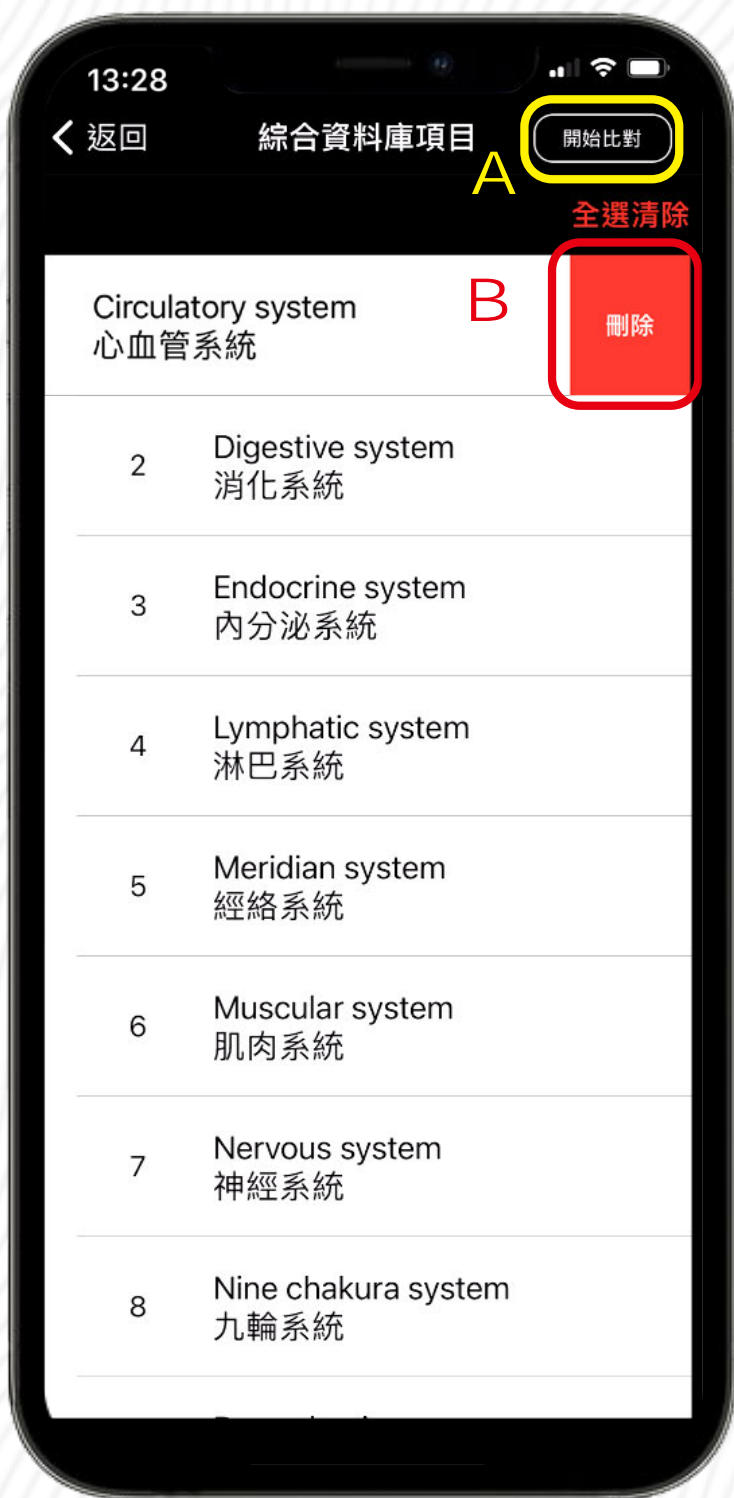 13:28
返回 綜合資料庫項目 開始比對
A
全選清除
Circulatory system
心血管系統
B
刪除
2 Digestive system
消化系統
3 Endocrine system
內分泌系統
4 Lymphatic system
淋巴系統
5 Meridian system
經絡系統
6 Muscular system
肌肉系統
7 Nervous system
神經系統
8 Nine chakura system
九輪系統